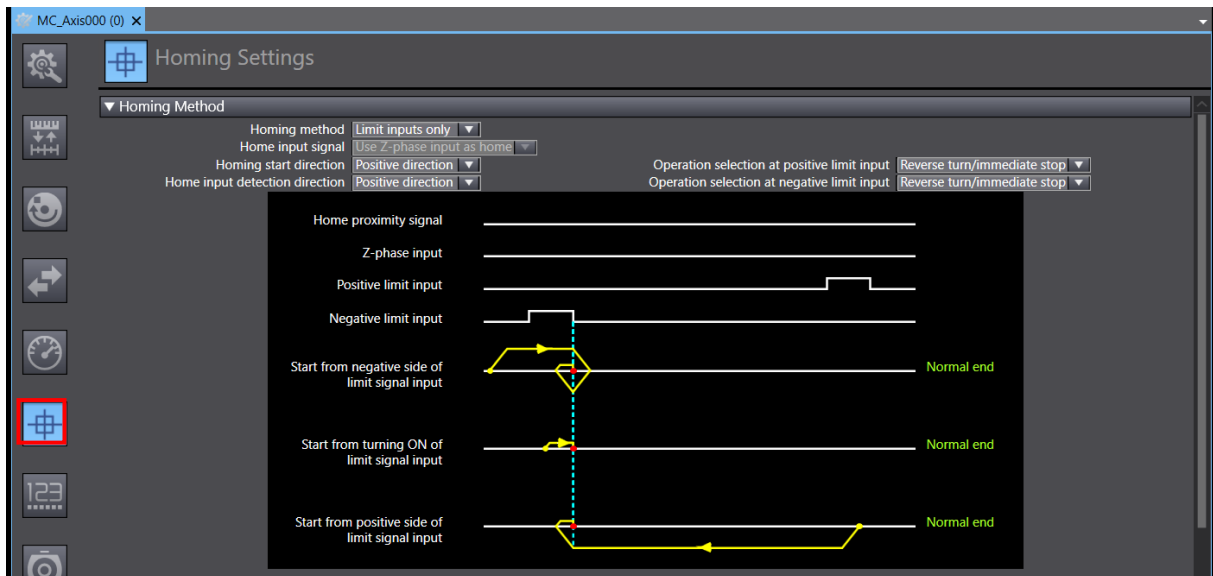 MC_Axis000 (0)
Homing Settings
Homing Method
Homing method Limit inputs only
Home input signal Use Z-phase input as home
Homing start direction Positive direction Operation selection at positive limit input Reverse turn/immediate stop
Home input detection direction Positive direction Operation selection at negative limit input Reverse turn/immediate stop
Home proximity signal
Z-phase input
Positive limit input
Negative limit input
Start from negative side of Normal end
limit signal input
Start from turning ON of Normal end
limit signal input
123
Start from positive side of Normal end
limit signal input